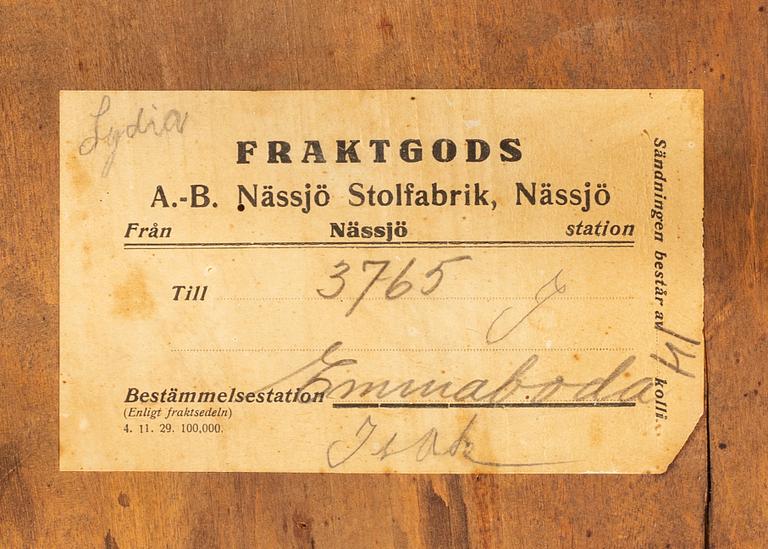 Lydia
FRAKTGODS
A.-B. Nässjö Stolfabrik, Nässjö
Från Nässjö station
Till 3765
Bestämmelsestation Emmaboda
(Enligt fraktsedeln)
4. 11. 29. 100,000.
Isak
Sändningen består av 14 kolli.